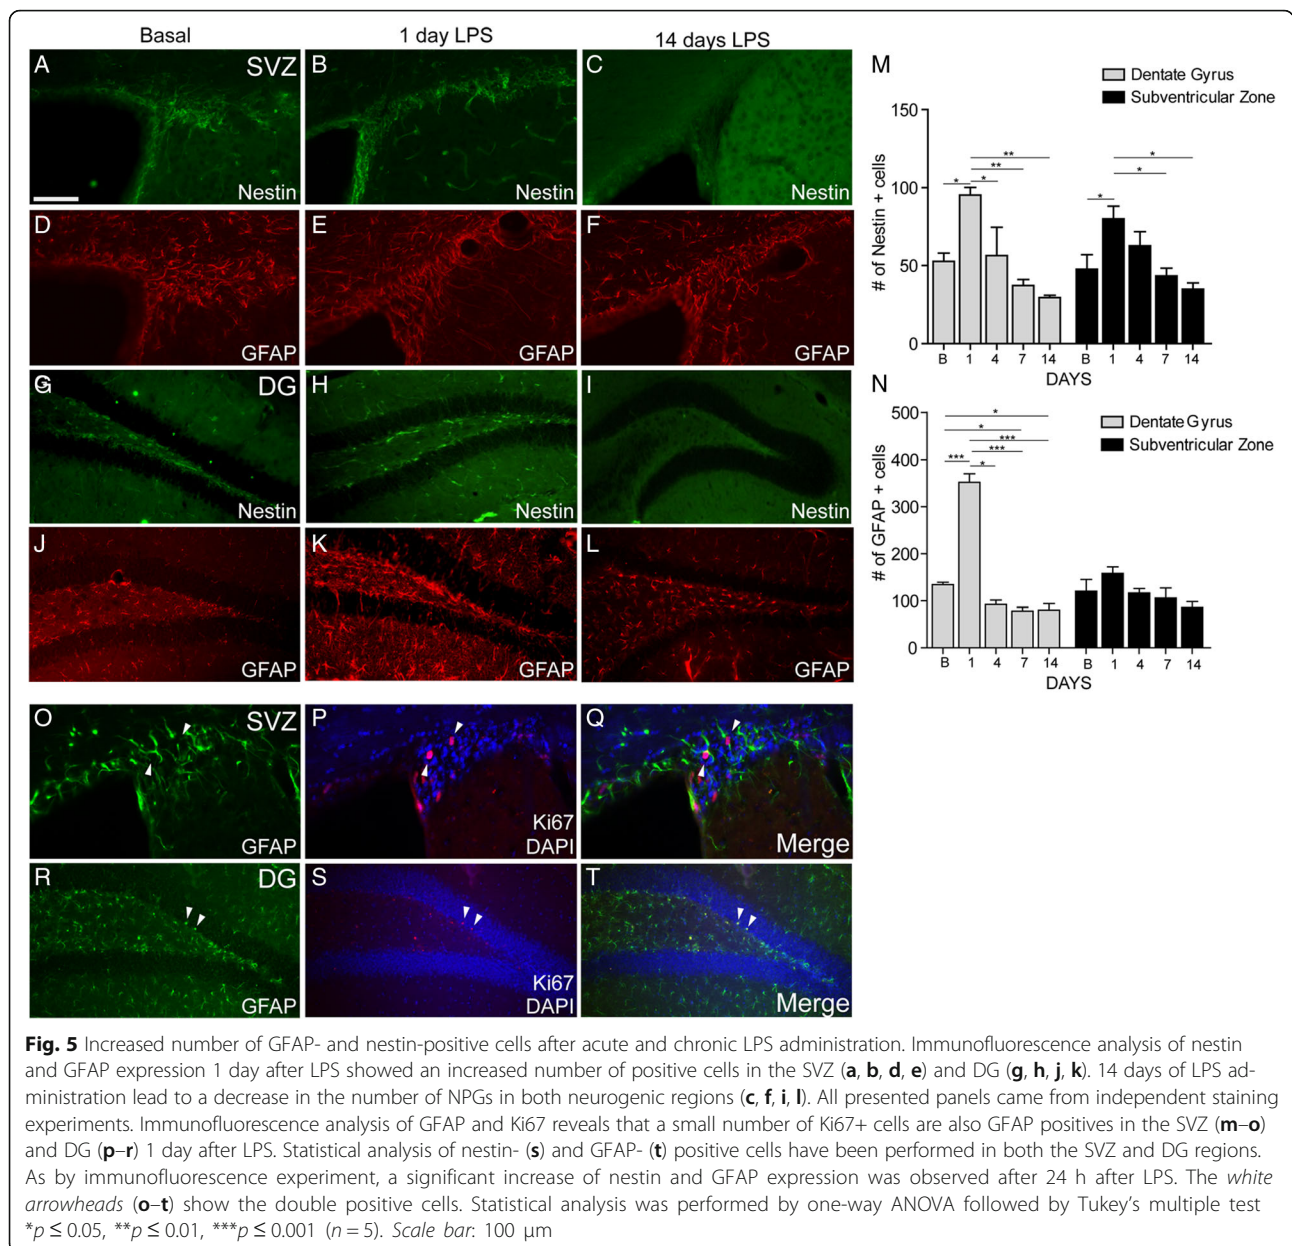 Basal 1 day LPS 14 days LPS
A SVZ Nestin
B Nestin
C Nestin
D GFAP
E GFAP
F GFAP
G DG Nestin
H Nestin
I Nestin
J GFAP
K GFAP
L GFAP
M
Dentate Gyrus
Subventricular Zone
# of Nestin + cells
150
100
50
0
** ** * * * * *
B 1 4 7 14 B 1 4 7 14
DAYS
N
Dentate Gyrus
Subventricular Zone
# of GFAP + cells
500
400
300
200
100
0
* * *** *** *** *
B 1 4 7 14 B 1 4 7 14
DAYS
O SVZ GFAP
P Ki67 DAPI
Q Merge
R DG GFAP
S Ki67 DAPI
T Merge
Fig. 5 Increased number of GFAP- and nestin-positive cells after acute and chronic LPS administration. Immunofluorescence analysis of nestin
and GFAP expression 1 day after LPS showed an increased number of positive cells in the SVZ (a, b, d, e) and DG (g, h, j, k). 14 days of LPS ad-
ministration lead to a decrease in the number of NPGs in both neurogenic regions (c, f, i, l). All presented panels came from independent staining
experiments. Immunofluorescence analysis of GFAP and Ki67 reveals that a small number of Ki67+ cells are also GFAP positives in the SVZ (m–o)
and DG (p–r) 1 day after LPS. Statistical analysis of nestin- (s) and GFAP- (t) positive cells have been performed in both the SVZ and DG regions.
As by immunofluorescence experiment, a significant increase of nestin and GFAP expression was observed after 24 h after LPS. The white
arrowheads (o–t) show the double positive cells. Statistical analysis was performed by one-way ANOVA followed by Tukey's multiple test
*p ≤ 0.05, **p ≤ 0.01, ***p ≤ 0.001 (n = 5). Scale bar: 100 μm